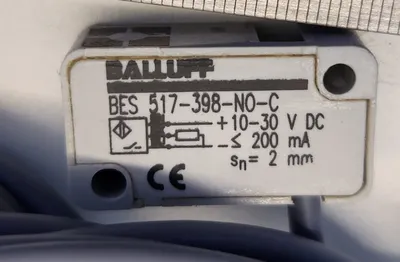 BALLUFF
BES 517-398-NO-C
+10-30 V DC
≤ 200 mA
sn= 2 mm
CE